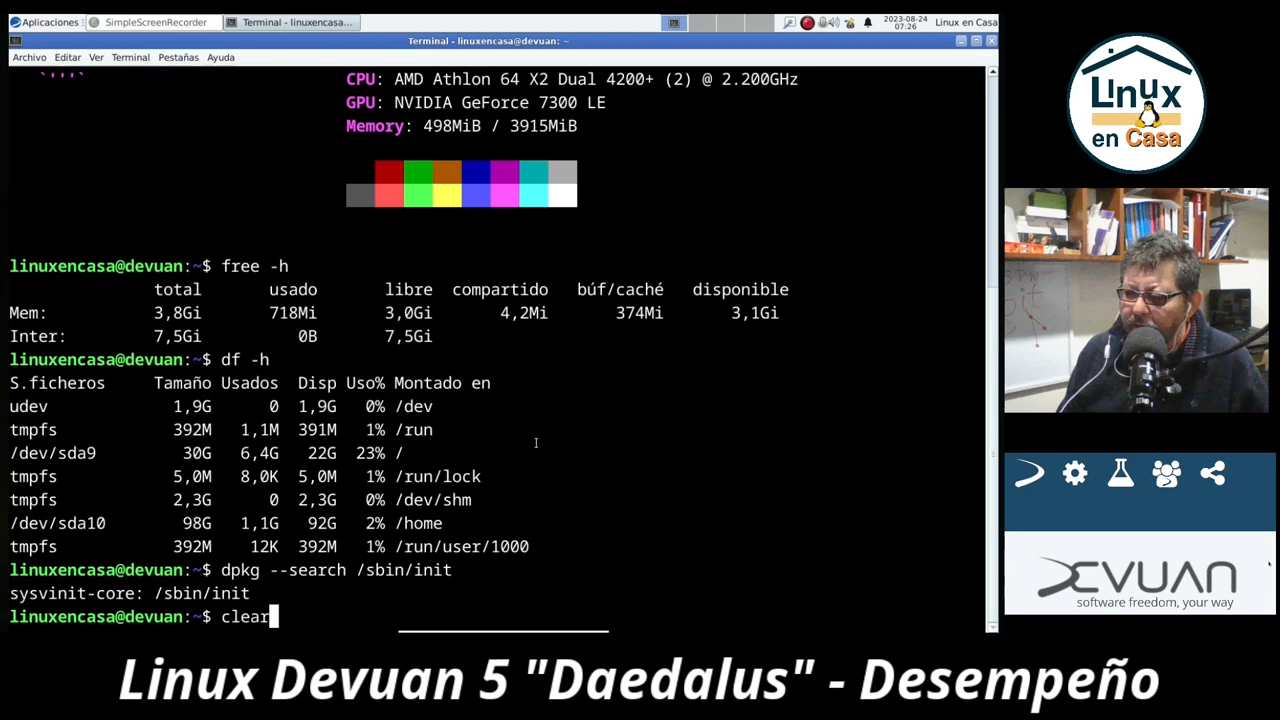 Aplicaciones
SimpleScreenRecorder
Terminal - linuxencasa...
2023-08-24
07:26
Linux en Casa
Terminal - linuxencasa@devuan: ~
Archivo Editar Ver Terminal Pestañas Ayuda
CPU: AMD Athlon 64 X2 Dual 4200+ (2) @ 2.200GHz
GPU: NVIDIA GeForce 7300 LE
Memory: 498MiB / 3915MiB
linuxencasa@devuan:~$ free -h
total usado libre compartido búf/caché disponible
Mem: 3,8Gi 718Mi 3,0Gi 4,2Mi 374Mi 3,1Gi
Inter: 7,5Gi 0B 7,5Gi
linuxencasa@devuan:~$ df -h
S.ficheros Tamaño Usados Disp Uso% Montado en
udev 1,9G 0 1,9G 0% /dev
tmpfs 392M 1,1M 391M 1% /run
/dev/sda9 30G 6,4G 22G 23% /
tmpfs 5,0M 8,0K 5,0M 1% /run/lock
tmpfs 2,3G 0 2,3G 0% /dev/shm
/dev/sda10 98G 1,1G 92G 2% /home
tmpfs 392M 12K 392M 1% /run/user/1000
linuxencasa@devuan:~$ dpkg --search /sbin/init
sysvinit-core: /sbin/init
linuxencasa@devuan:~$ clear
Linux
en Casa
DEVUAN
software freedom, your way
Linux Devuan 5 "Daedalus" - Desempeño